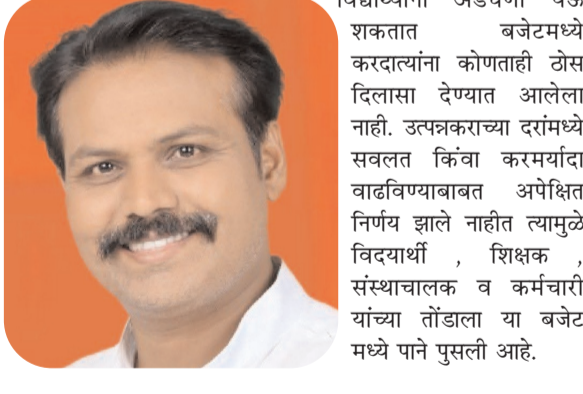 शकतात बजेटमध्ये
करदात्यांना कोणताही ठोस
दिलासा देण्यात आलेला
नाही. उत्पन्नकराच्या दरांमध्ये
सवलत किंवा करमर्यादा
वाढविण्याबाबत अपेक्षित
निर्णय झाले नाहीत त्यामुळे
विदयार्थी , शिक्षक ,
संस्थाचालक व कर्मचारी
यांच्या तोंडाला या बजेट
मध्ये पाने पुसली आहे.